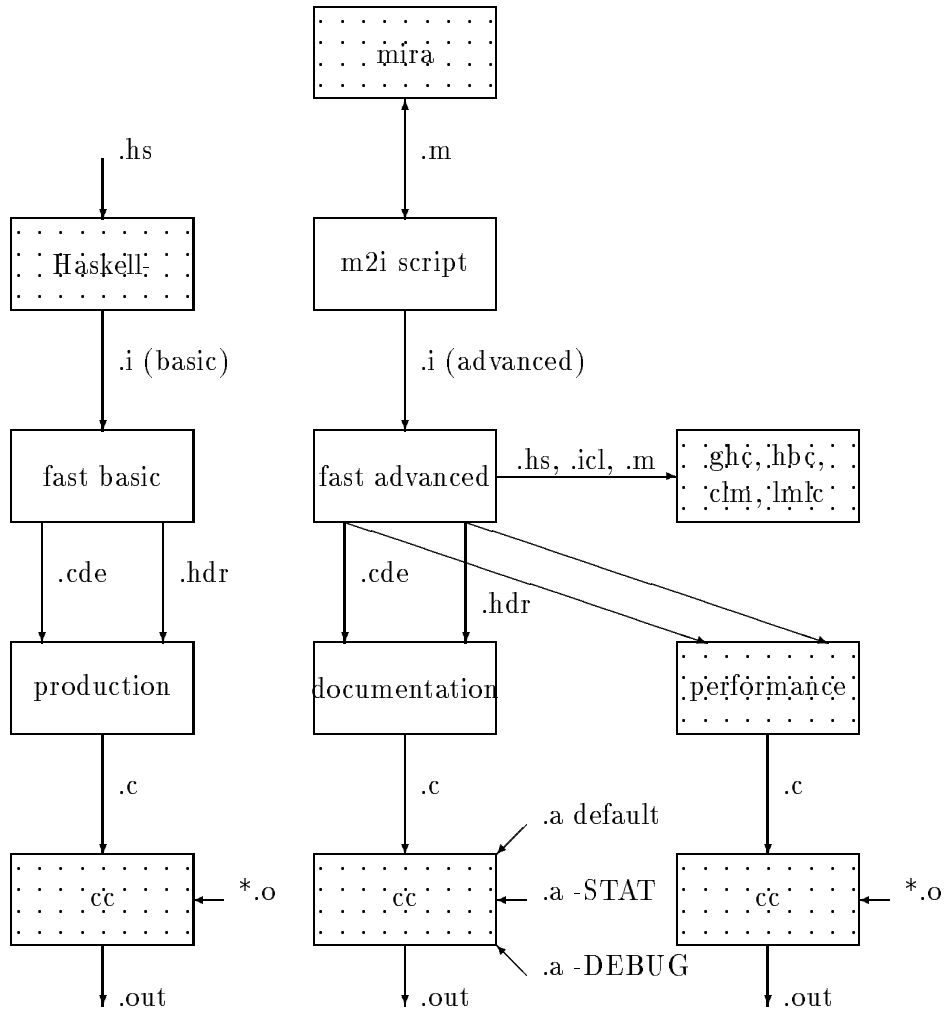 mira
.hs
.m
Haskell-
m2i script
.i (basic)
.i (advanced)
fast basic
fast advanced
.hs, .icl, .m
ghc, hbc,
clm, lmlc
.cde
.hdr
.cde
.hdr
production
documentation
performance
.c
.c
.c
.a default
cc
*.o
cc
.a -STAT
cc
*.o
.a -DEBUG
.out
.out
.out